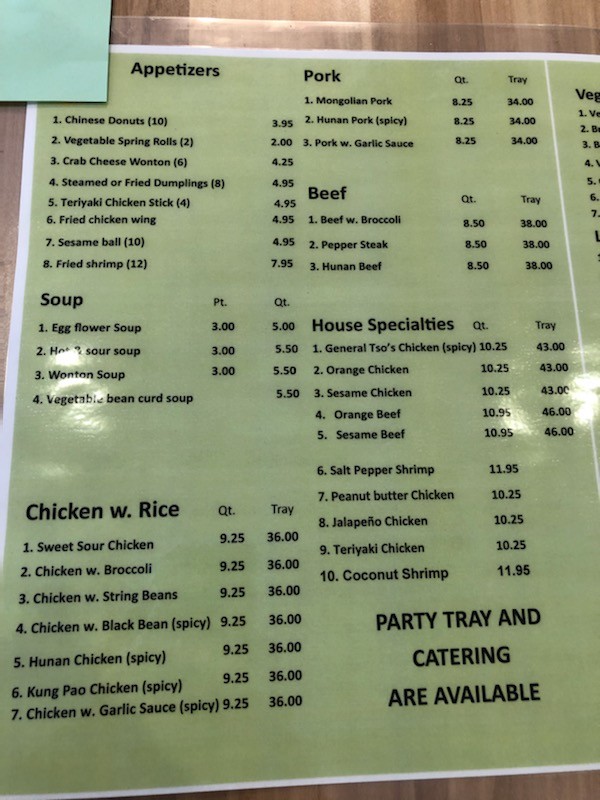 Appetizers
1. Chinese Donuts (10) 3.95
2. Vegetable Spring Rolls (2) 2.00
3. Crab Cheese Wonton (6) 4.25
4. Steamed or Fried Dumplings (8) 4.95
5. Teriyaki Chicken Stick (4) 4.95
6. Fried chicken wing 4.95
7. Sesame ball (10) 4.95
8. Fried shrimp (12) 7.95
Soup Pt. Qt.
1. Egg flower Soup 3.00 5.00
2. Hot & sour soup 3.00 5.50
3. Wonton Soup 3.00 5.50
4. Vegetable bean curd soup 5.50
Chicken w. Rice Qt. Tray
1. Sweet Sour Chicken 9.25 36.00
2. Chicken w. Broccoli 9.25 36.00
3. Chicken w. String Beans 9.25 36.00
4. Chicken w. Black Bean (spicy) 9.25 36.00
5. Hunan Chicken (spicy) 9.25 36.00
6. Kung Pao Chicken (spicy) 9.25 36.00
7. Chicken w. Garlic Sauce (spicy) 9.25 36.00
Pork Qt. Tray
1. Mongolian Pork 8.25 34.00
2. Hunan Pork (spicy) 8.25 34.00
3. Pork w. Garlic Sauce 8.25 34.00
Beef Qt. Tray
1. Beef w. Broccoli 8.50 38.00
2. Pepper Steak 8.50 38.00
3. Hunan Beef 8.50 38.00
House Specialties Qt. Tray
1. General Tso's Chicken (spicy) 10.25 43.00
2. Orange Chicken 10.25 43.00
3. Sesame Chicken 10.25 43.00
4. Orange Beef 10.95 46.00
5. Sesame Beef 10.95 46.00
6. Salt Pepper Shrimp 11.95
7. Peanut butter Chicken 10.25
8. Jalapeño Chicken 10.25
9. Teriyaki Chicken 10.25
10. Coconut Shrimp 11.95
PARTY TRAY AND
CATERING
ARE AVAILABLE
Veg
1. Ve
2. B
3. B
4.
5.
6.
7.